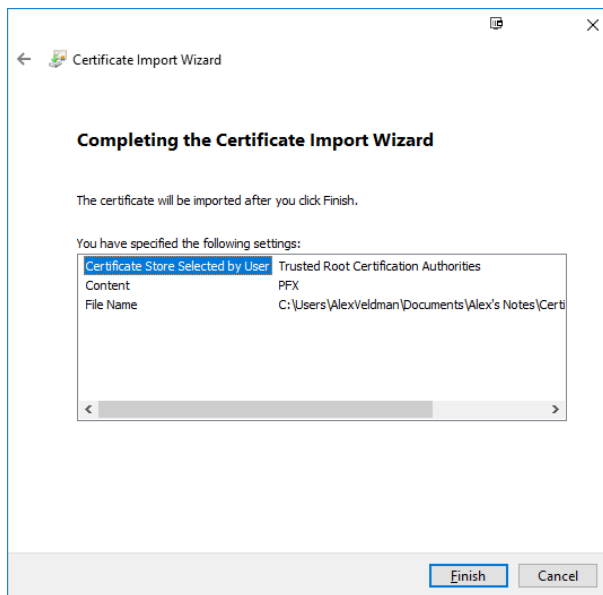 Certificate Import Wizard
Completing the Certificate Import Wizard
The certificate will be imported after you click Finish.
You have specified the following settings:
Certificate Store Selected by User Trusted Root Certification Authorities
Content PFX
File Name C:\Users\AlexVeldman\Documents\Alex's Notes\Certi
Finish Cancel